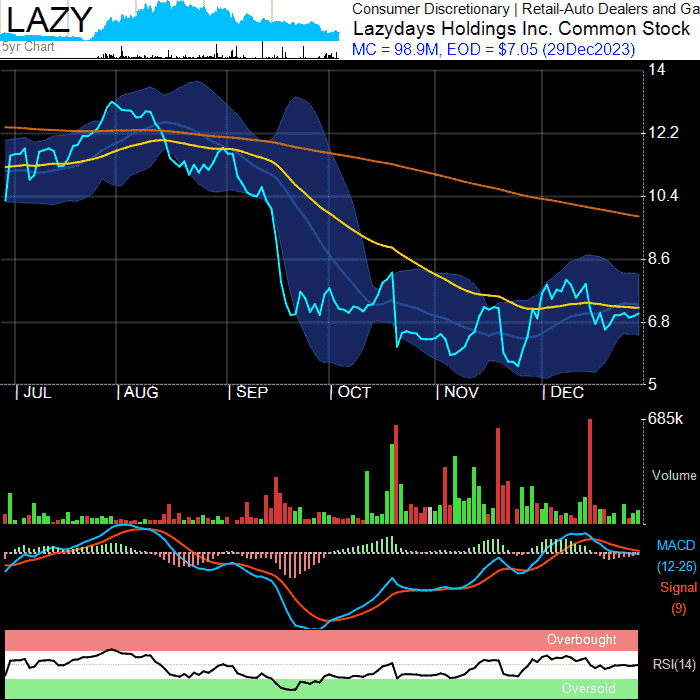 LAZY
5yr Chart
Consumer Discretionary | Retail-Auto Dealers and Ga
Lazydays Holdings Inc. Common Stock
MC = 98.9M, EOD = $7.05 (29Dec2023)
14
12.2
10.4
8.6
6.8
5
| JUL | AUG | SEP | OCT | NOV | DEC
685k
Volume
MACD
(12-26)
Signal
(9)
Overbought
RSI(14)
Oversold